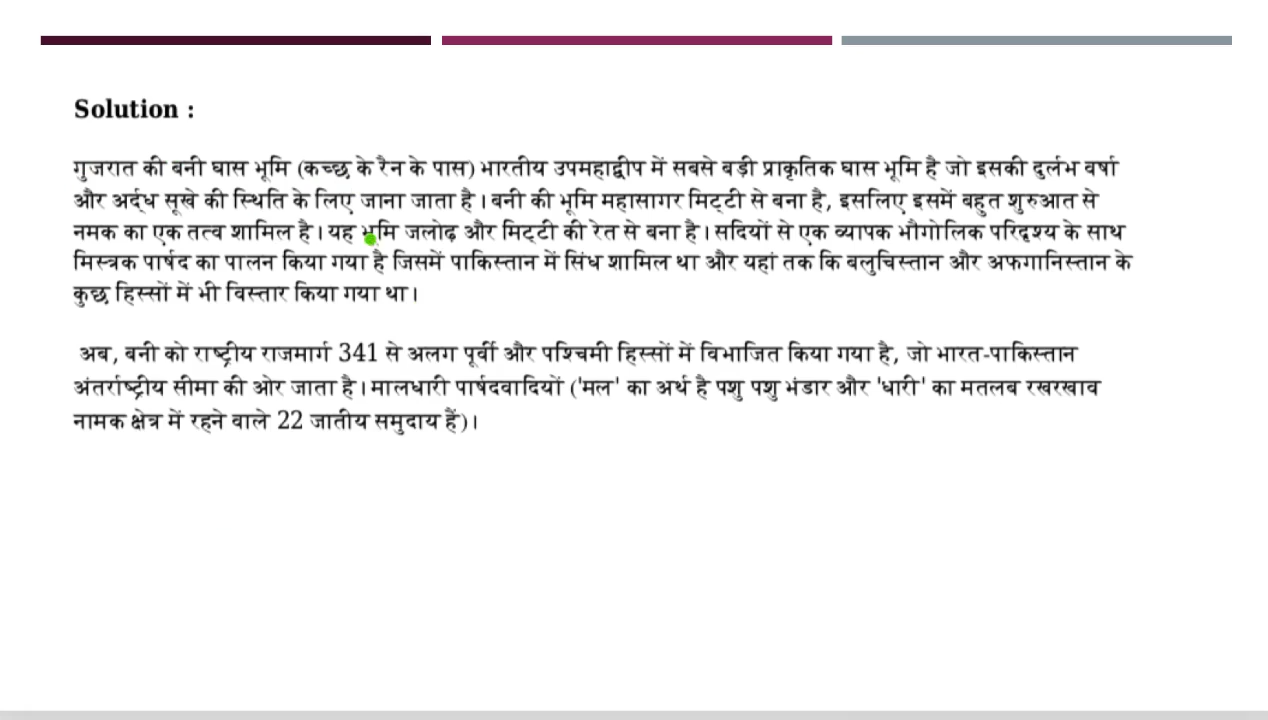 Solution :
गुजरात की बनी घास भूमि (कच्छ के रैन के पास) भारतीय उपमहाद्वीप में सबसे बड़ी प्राकृतिक घास भूमि है जो इसकी दुर्लभ वर्षा
और अर्द्ध सूखे की स्थिति के लिए जाना जाता है। बनी की भूमि महासागर मिट्टी से बना है, इसलिए इसमें बहुत शुरुआत से
नमक का एक तत्व शामिल है। यह भूमि जलोढ़ और मिट्टी की रेत से बना है। सदियों से एक व्यापक भौगोलिक परिदृश्य के साथ
मिस्त्रक पार्षद का पालन किया गया है जिसमें पाकिस्तान में सिंध शामिल था और यहां तक कि बलुचिस्तान और अफगानिस्तान के
कुछ हिस्सों में भी विस्तार किया गया था।
अब, बनी को राष्ट्रीय राजमार्ग 341 से अलग पूर्वी और पश्चिमी हिस्सों में विभाजित किया गया है, जो भारत-पाकिस्तान
अंतर्राष्ट्रीय सीमा की ओर जाता है। मालधारी पार्षदवादियों ('मल' का अर्थ है पशु पशु भंडार और 'धारी' का मतलब रखरखाव
नामक क्षेत्र में रहने वाले 22 जातीय समुदाय हैं)।